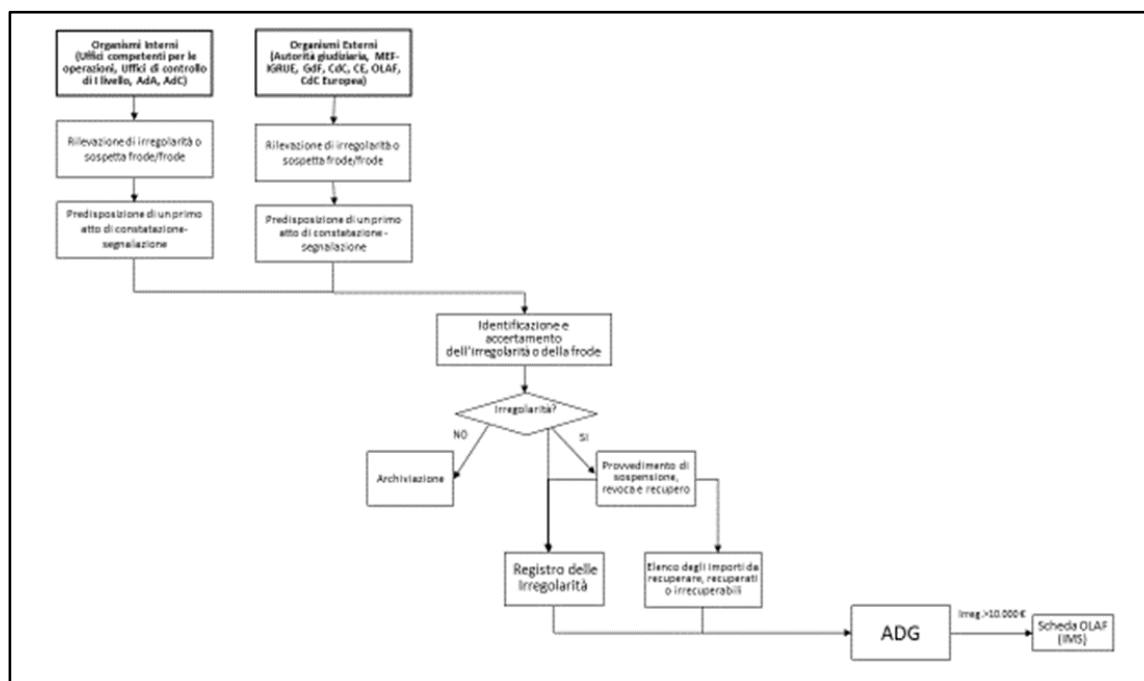 Organismi Interni
(Uffici competenti per le
operazioni, Uffici di controllo
di I livello, AdA, AdC)
Organismi Esterni
(Autorità giudiziaria, MEF-
IGRUE, GdF, CdC, CE, OLAF,
CdC Europea)
Rilevazione di irregolarità o
sospetta frode/frode
Rilevazione di irregolarità o
sospetta frode/frode
Predisposizione di un primo
atto di constatazione-
segnalazione
Predisposizione di un primo
atto di constatazione -
segnalazione
Identificazione e
accertamento
dell'irregolarità o della frode
Irregolarità?
NO
SI
Archiviazione
Provvedimento di
sospensione,
revoca e recupero
Registro delle
Irregolarità
Elenco degli importi da
recuperare, recuperati
o irrecuperabili
ADG
Irreg.>10.000 €
Scheda OLAF
(IMS)